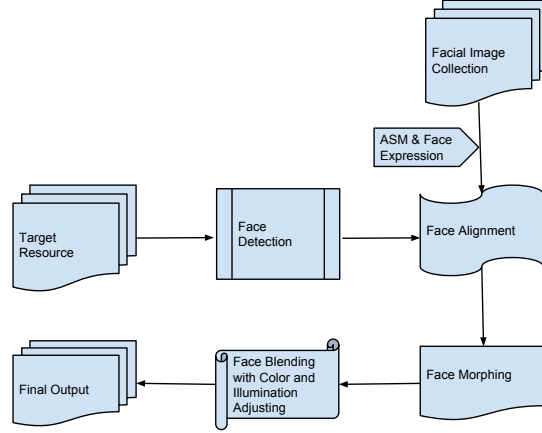 Facial Image
Collection
ASM & Face
Expression
Target
Resource
Face
Detection
Face Alignment
Face Morphing
Face Blending
with Color and
Illumination
Adjusting
Final Output